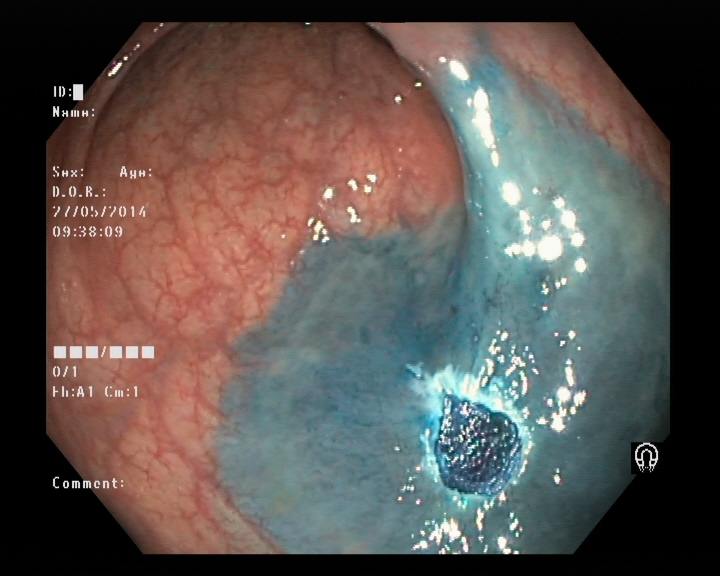 ID:
Name:
Sex: Age:
D.O.B.:
27/05/2014
09:38:09
■■■/■■■
0/1
Eh:A1 Cm:1
Comment: